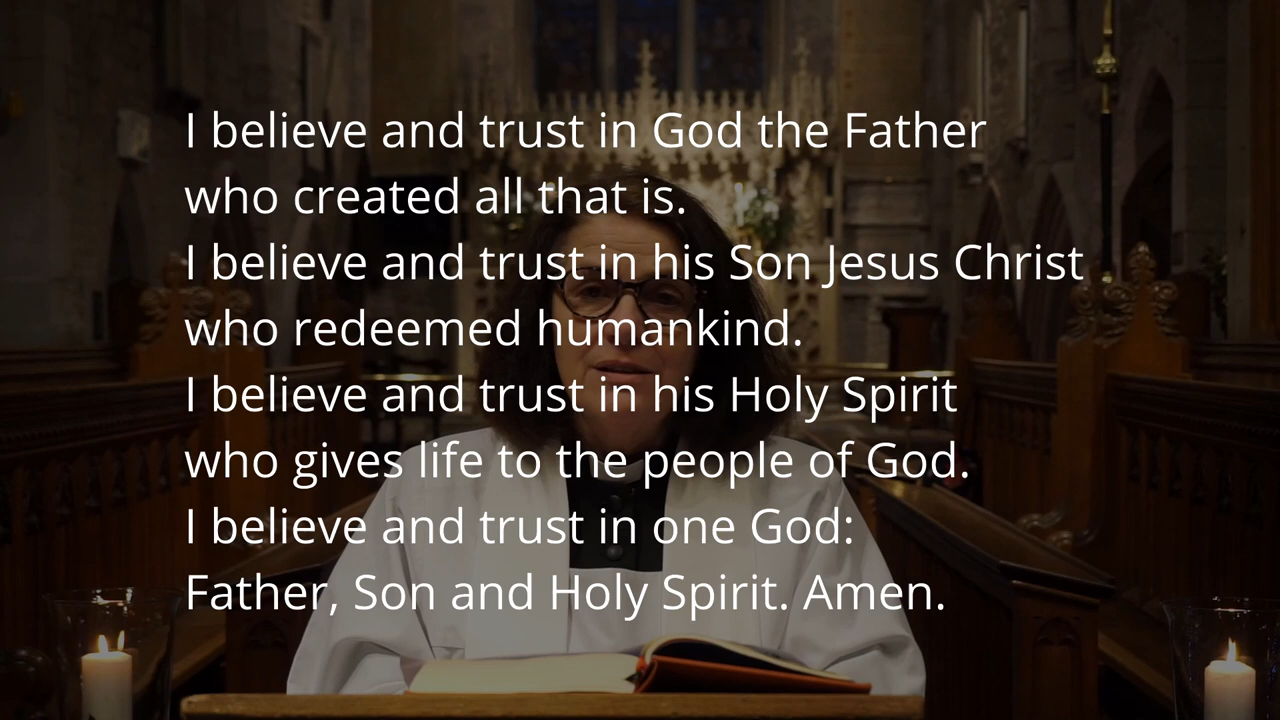 I believe and trust in God the Father
who created all that is.
I believe and trust in his Son Jesus Christ
who redeemed humankind.
I believe and trust in his Holy Spirit
who gives life to the people of God.
I believe and trust in one God:
Father, Son and Holy Spirit. Amen.